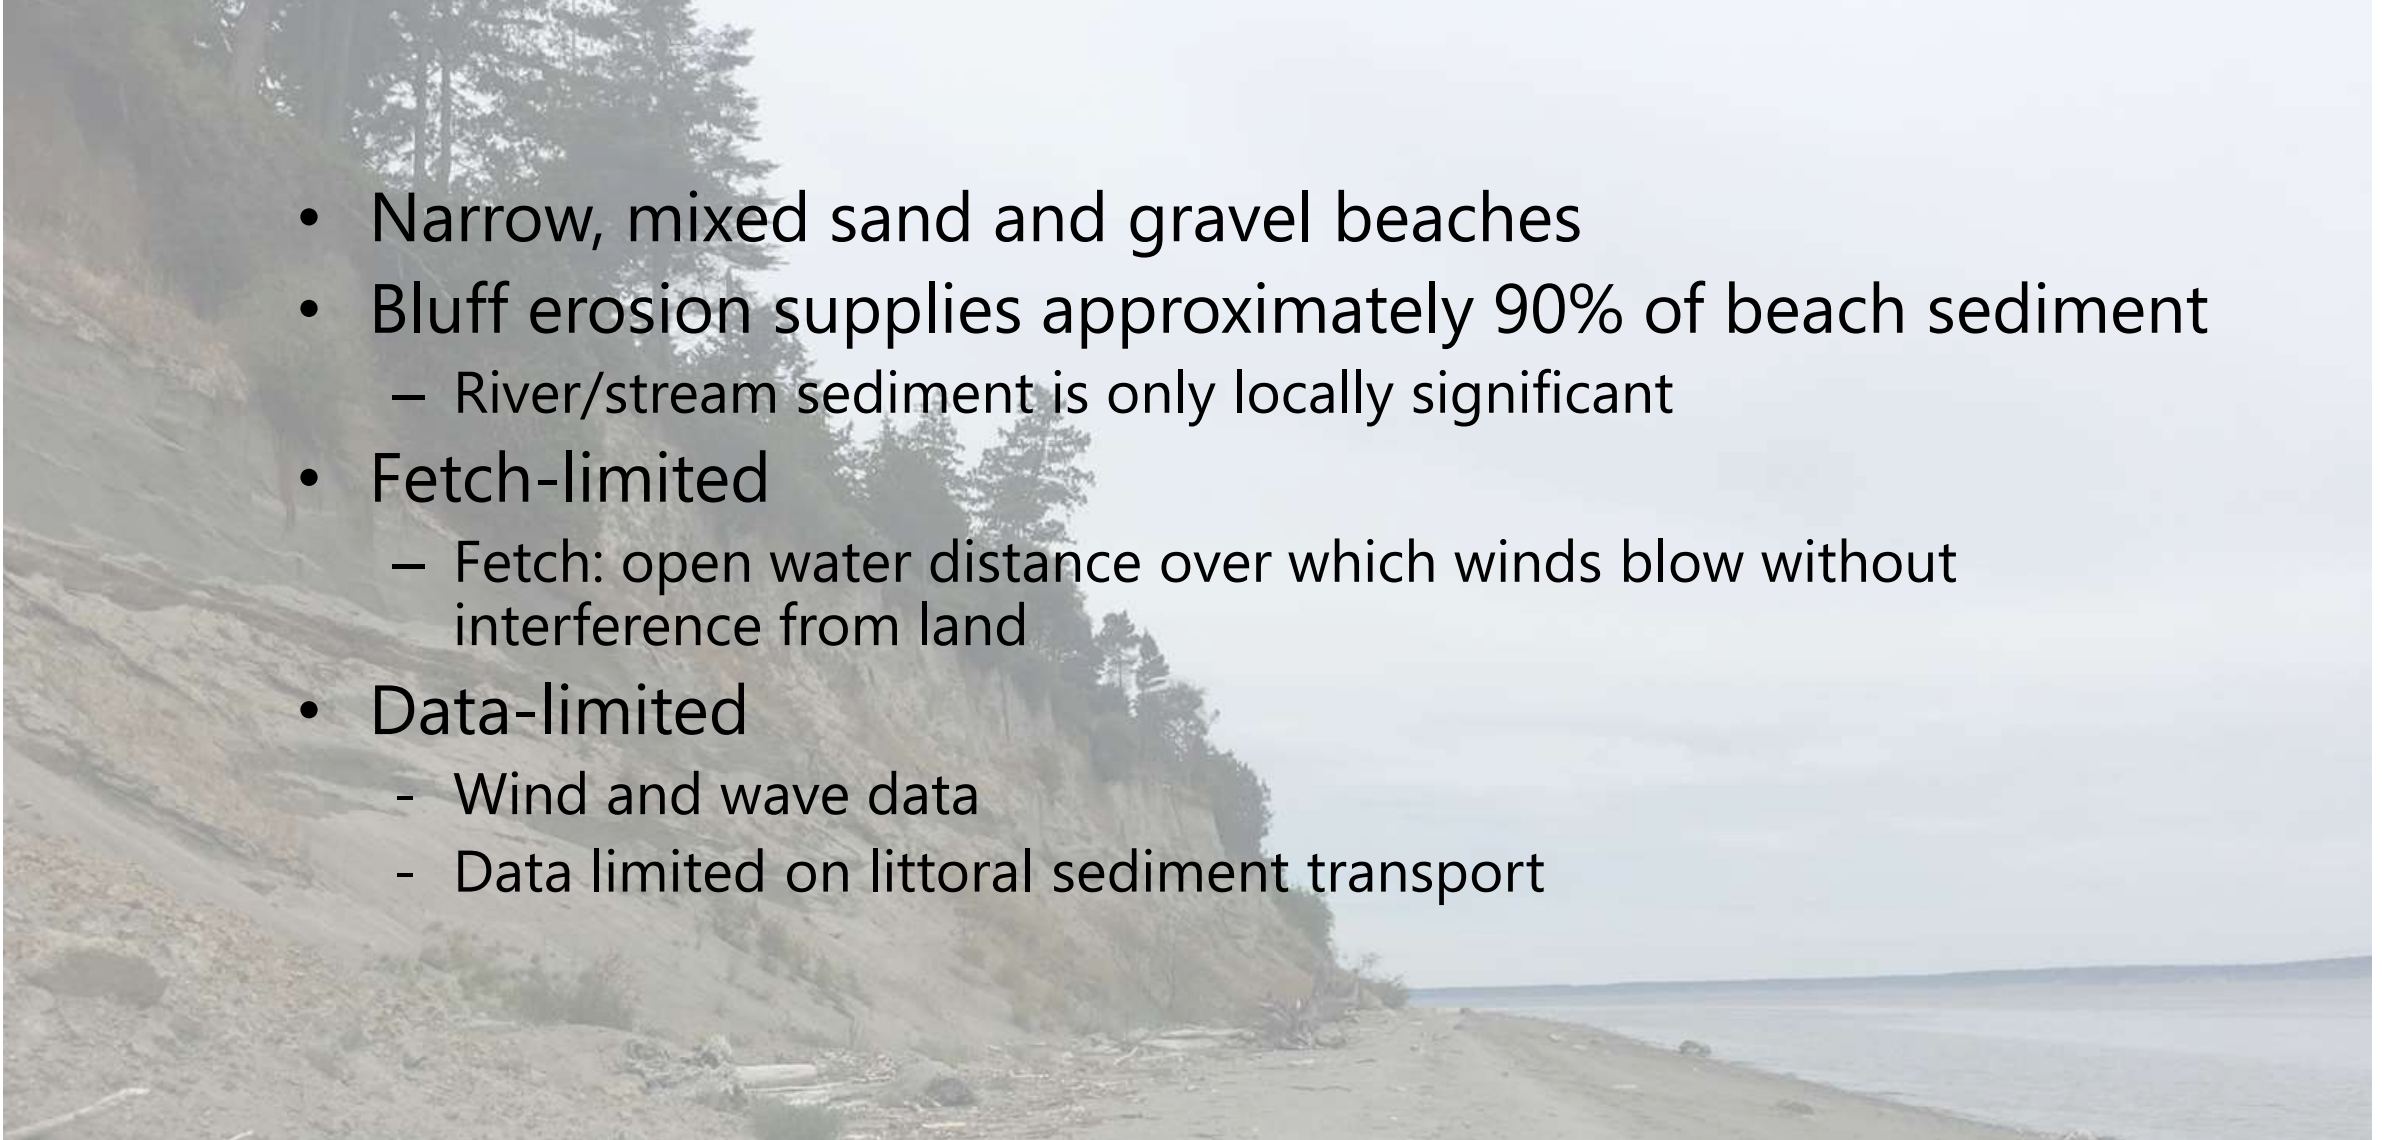 • Narrow, mixed sand and gravel beaches
• Bluff erosion supplies approximately 90% of beach sediment
– River/stream sediment is only locally significant
• Fetch-limited
– Fetch: open water distance over which winds blow without
interference from land
• Data-limited
- Wind and wave data
- Data limited on littoral sediment transport